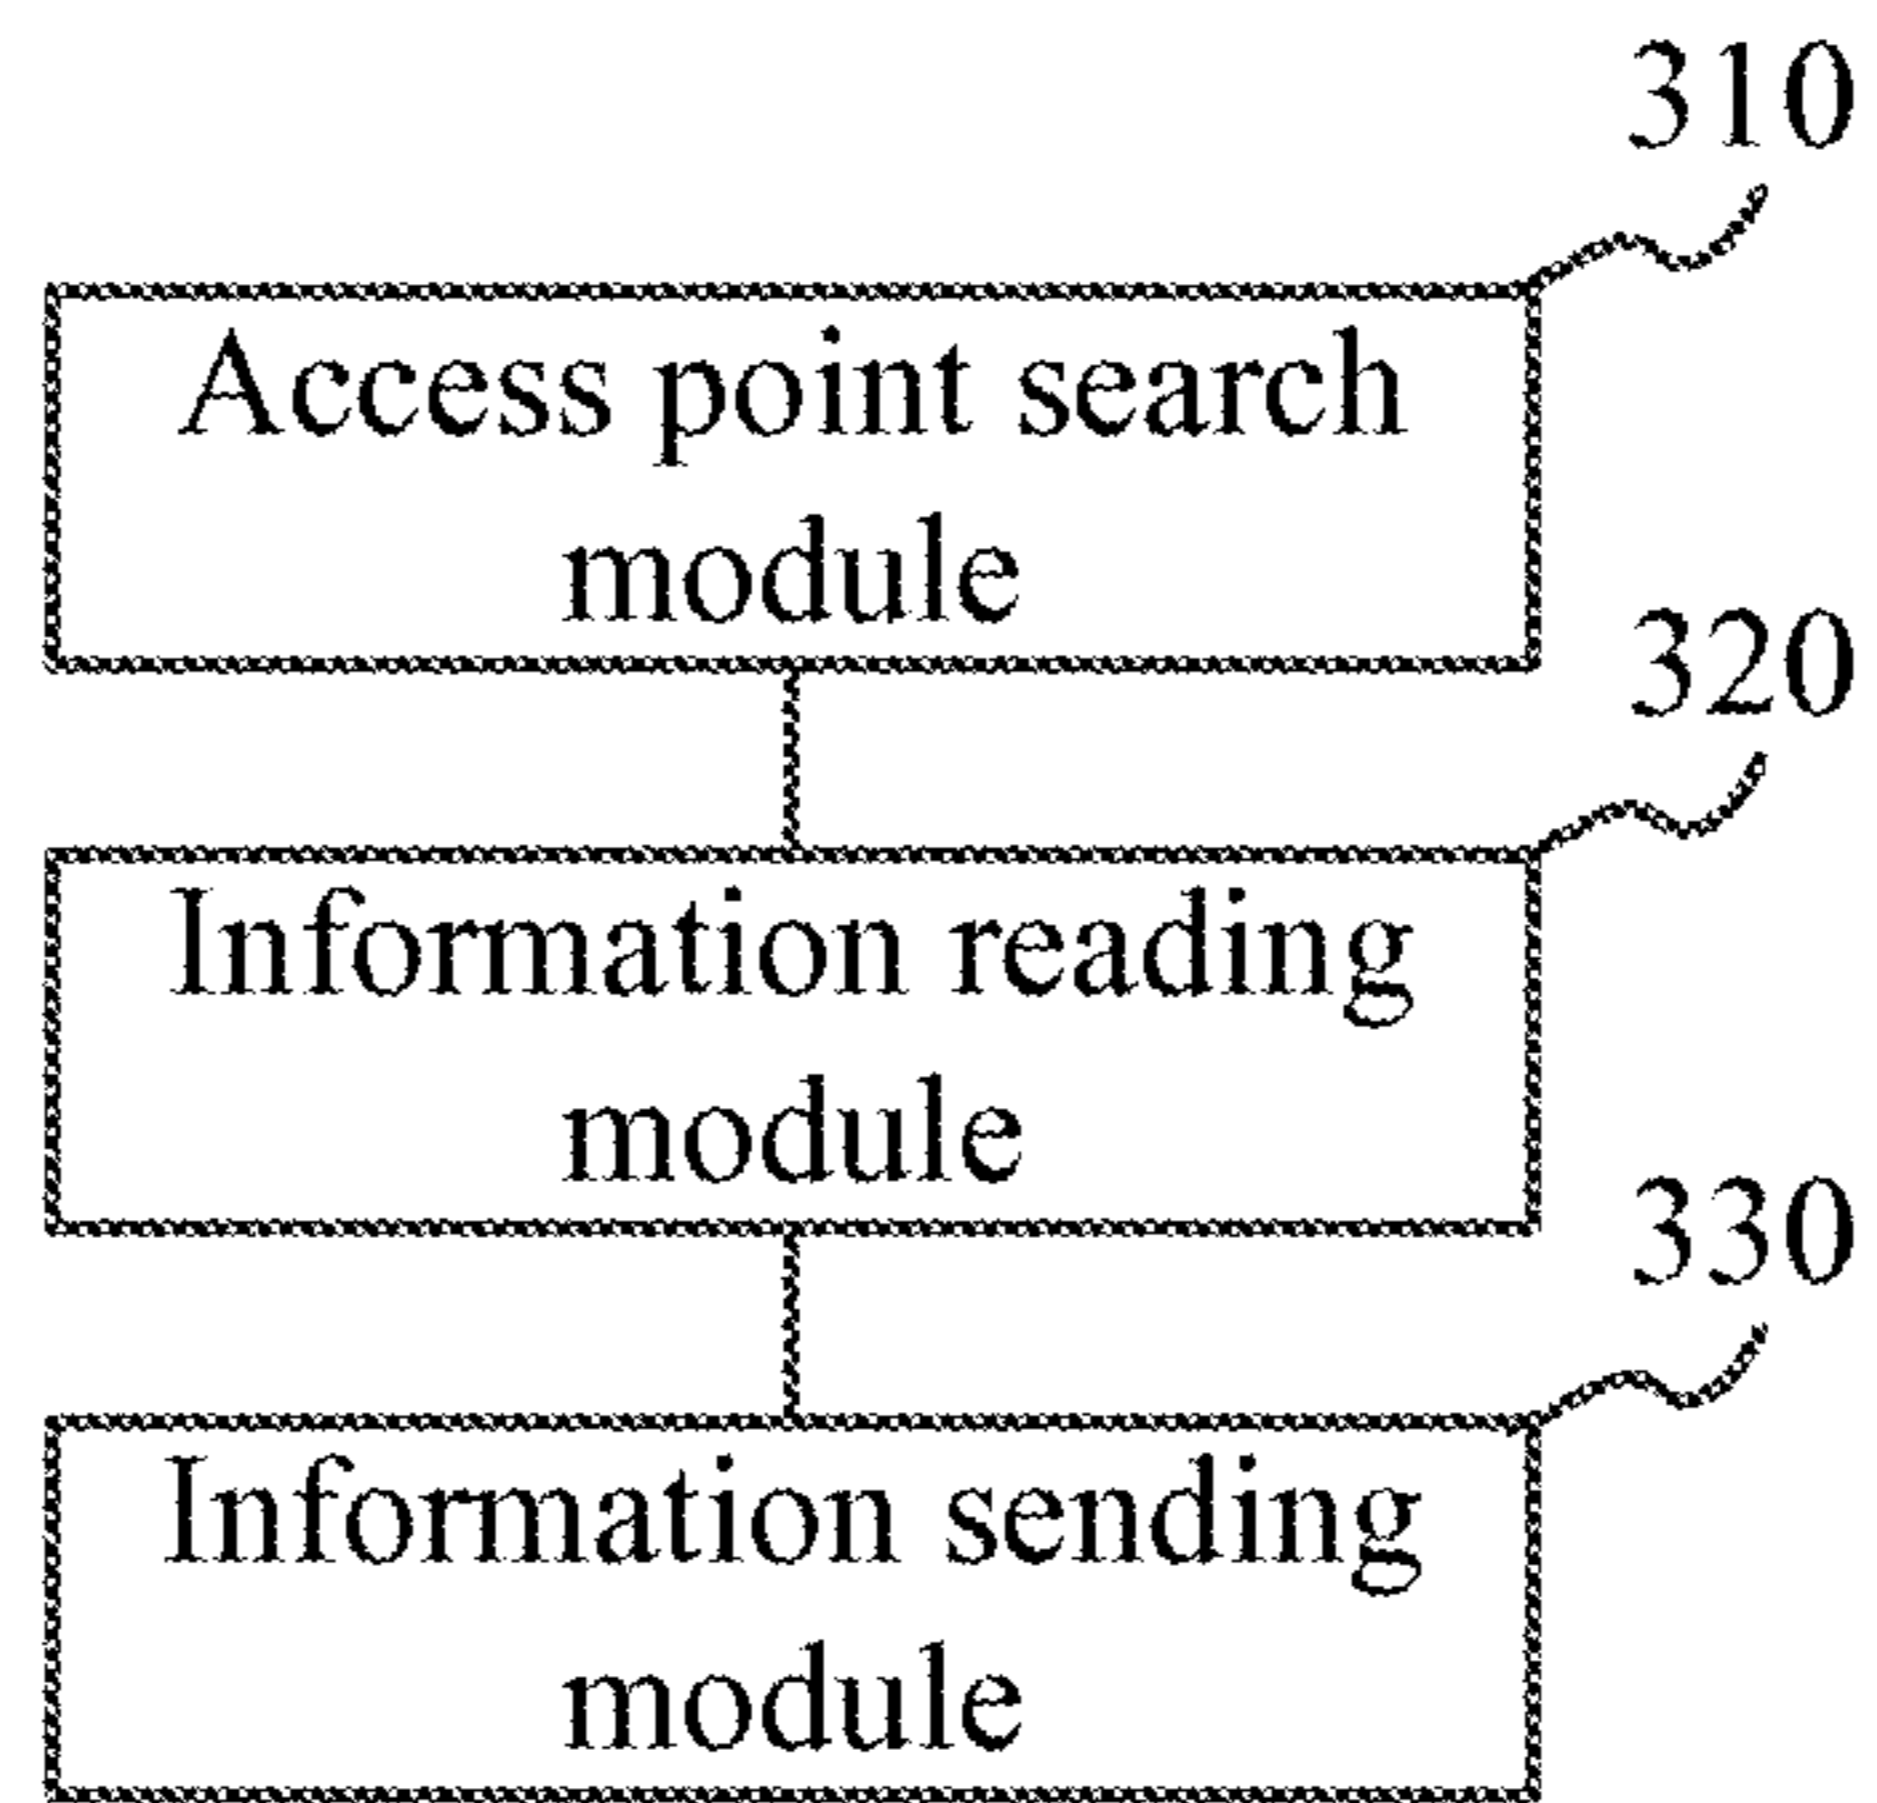 310
Access point search
module
320
Information reading
module
330
Information sending
module